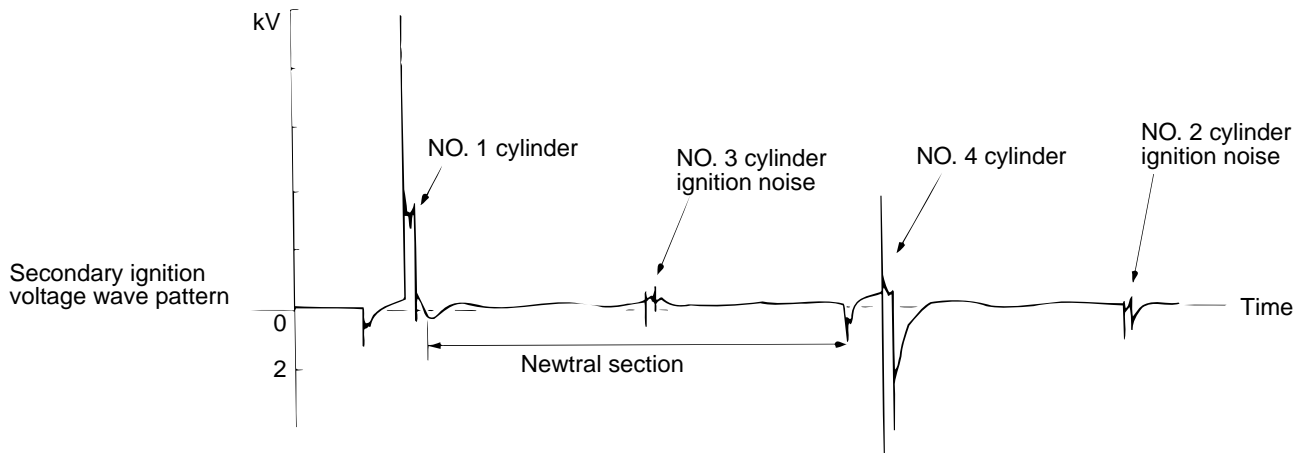 kV
NO. 1 cylinder
NO. 3 cylinder
ignition noise
NO. 4 cylinder
NO. 2 cylinder
ignition noise
Secondary ignition
voltage wave pattern
0
Time
2
Newtral section